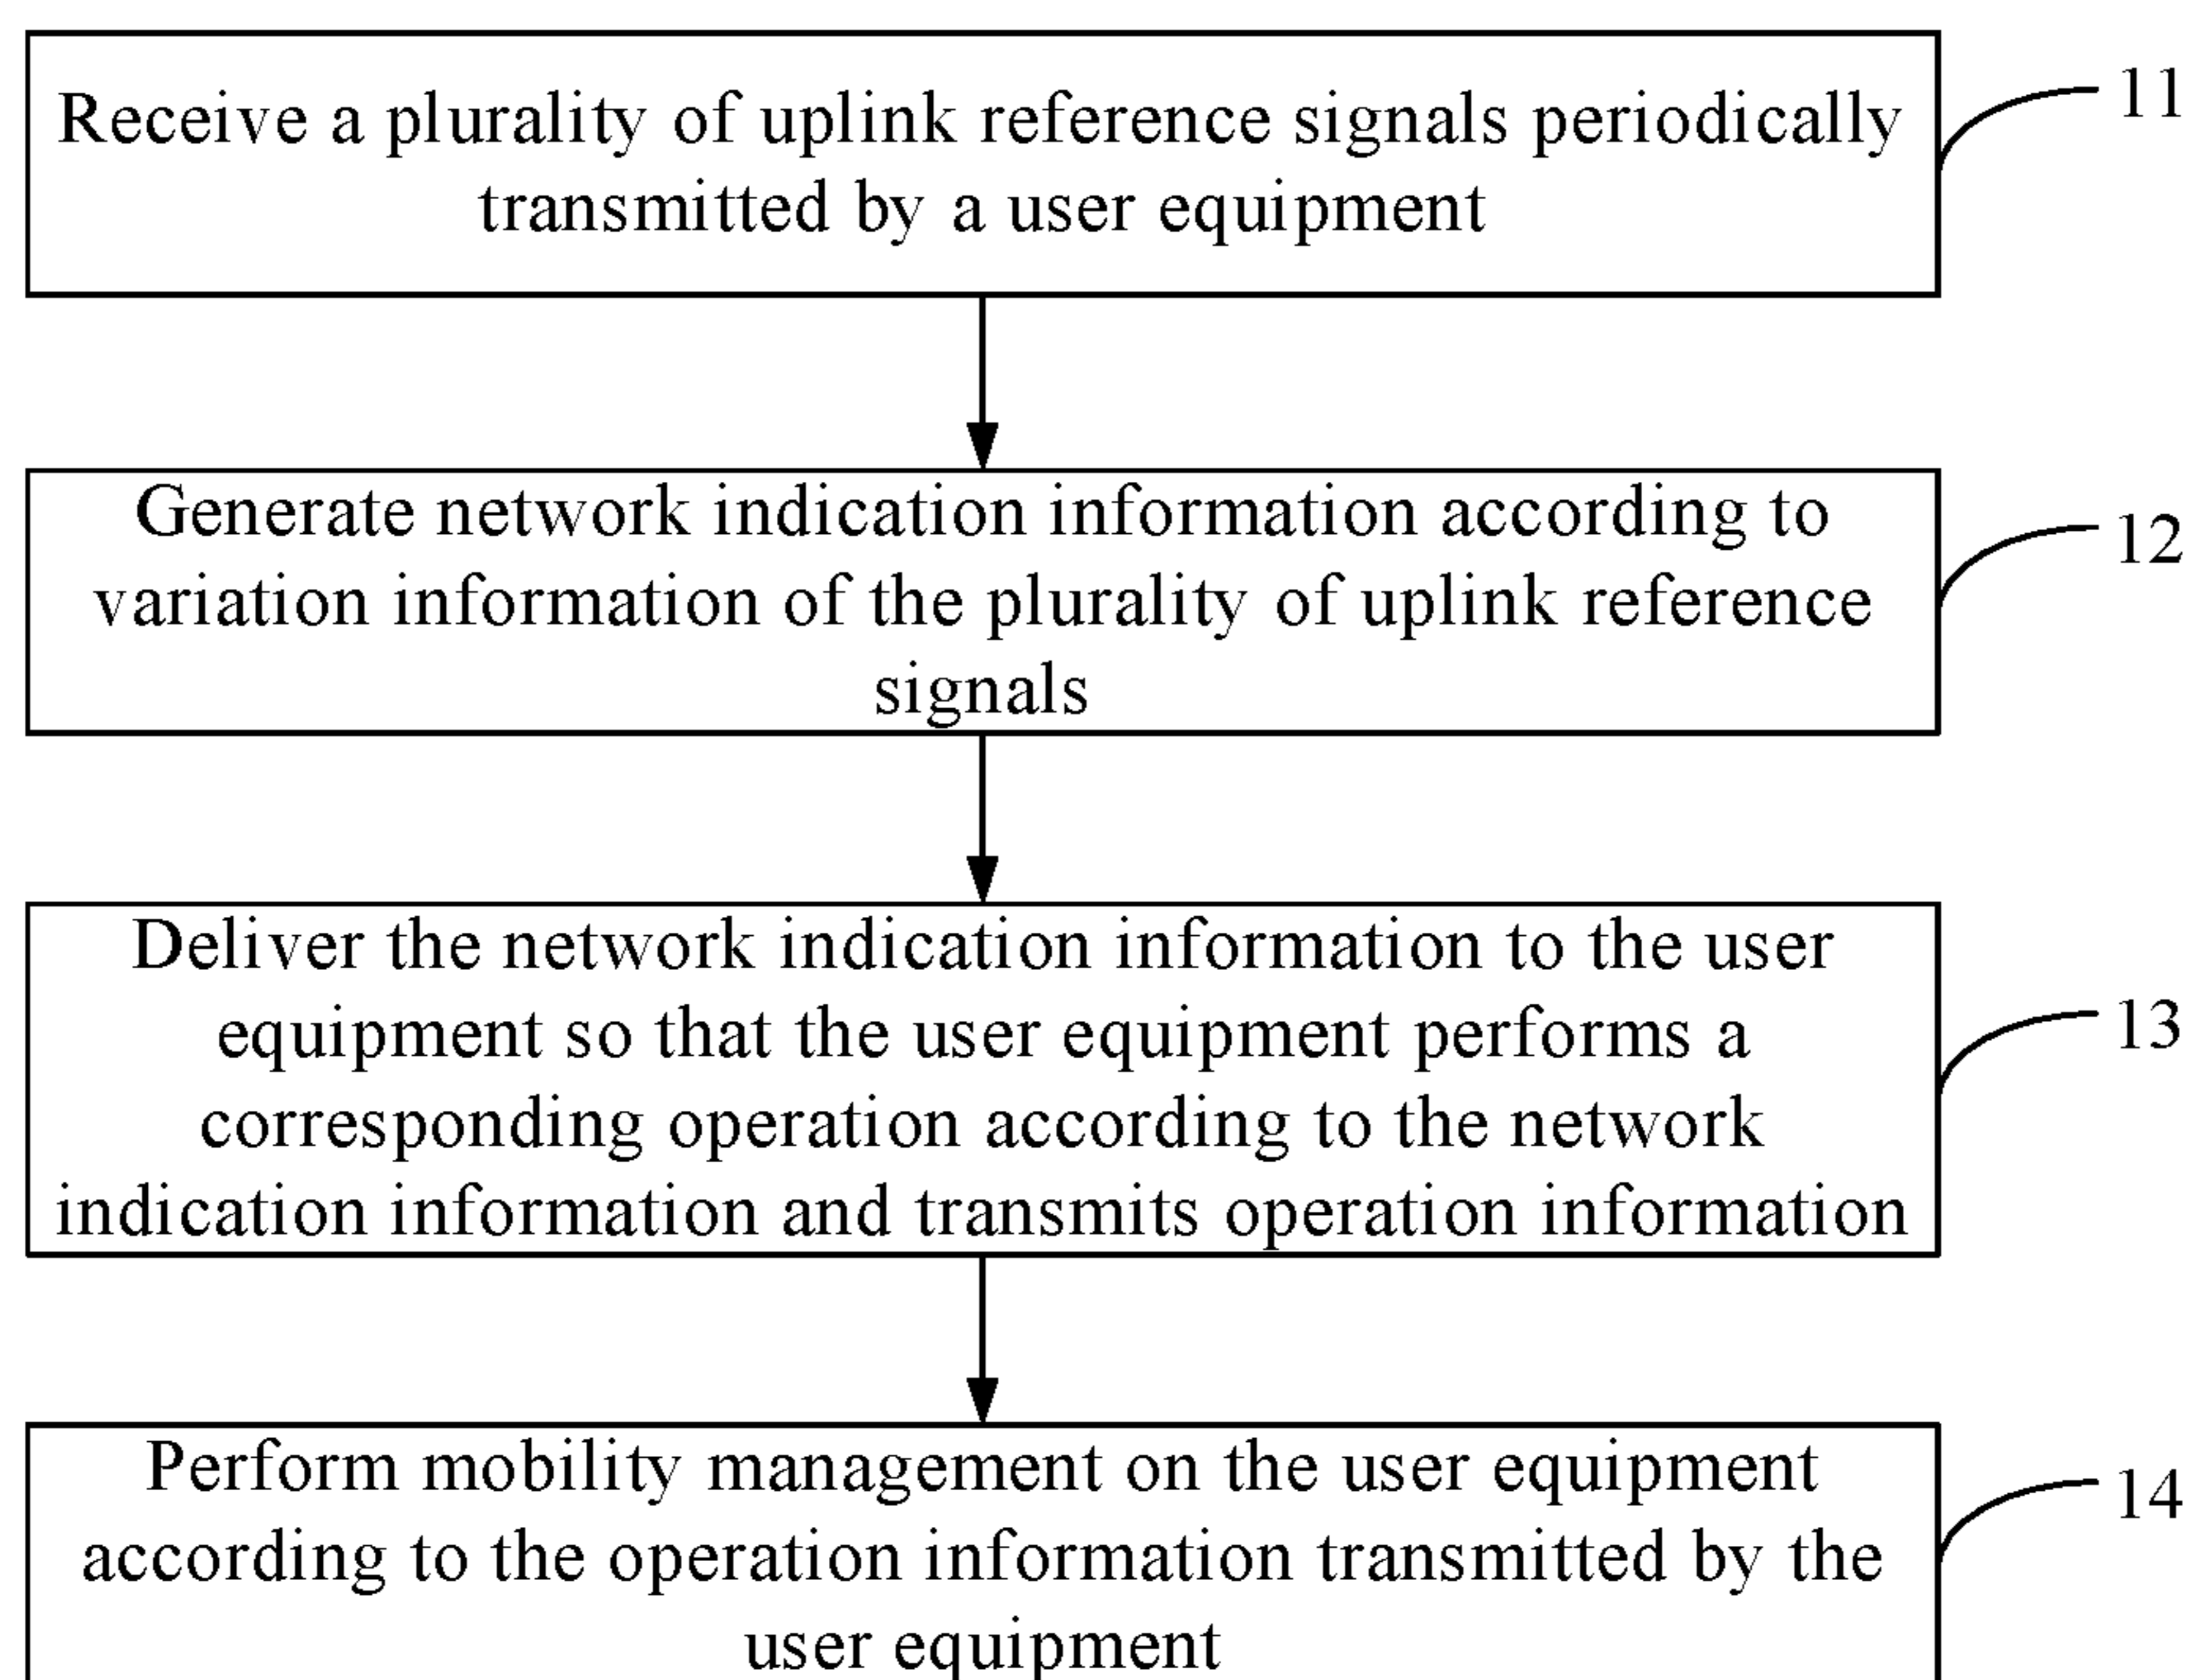 Receive a plurality of uplink reference signals periodically
transmitted by a user equipment
11
Generate network indication information according to
variation information of the plurality of uplink reference
signals
12
Deliver the network indication information to the user
equipment so that the user equipment performs a
corresponding operation according to the network
indication information and transmits operation information
13
Perform mobility management on the user equipment
according to the operation information transmitted by the
user equipment
14